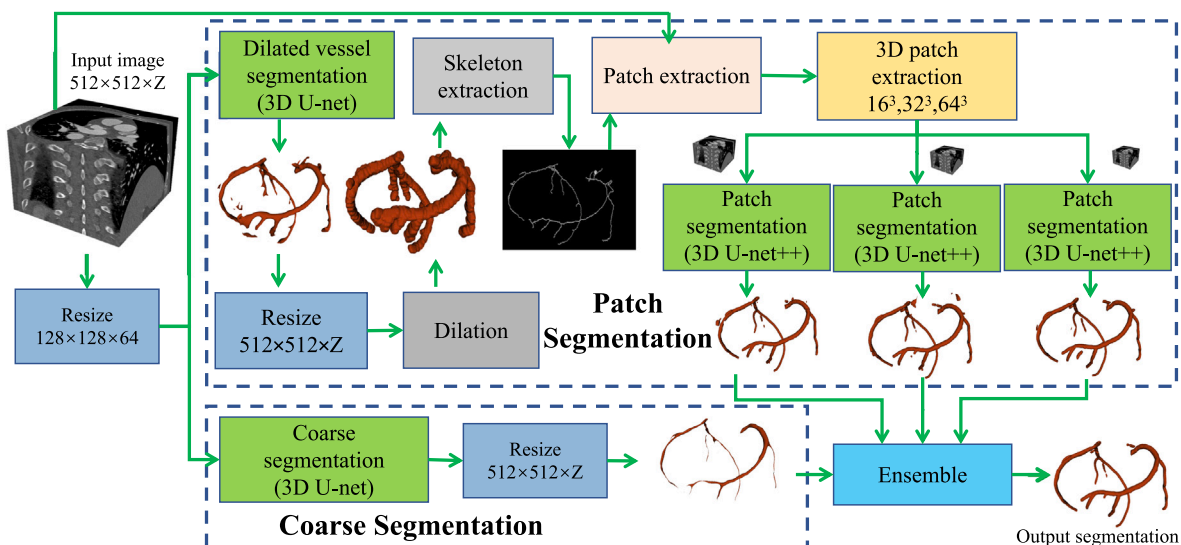 Input image
512×512×Z
Resize
128×128×64
Dilated vessel
segmentation
(3D U-net)
Skeleton
extraction
Patch extraction
3D patch
extraction
16³,32³,64³
Resize
512×512×Z
Dilation
Patch
segmentation
(3D U-net++)
Patch
segmentation
(3D U-net++)
Patch
segmentation
(3D U-net++)
Patch
Segmentation
Coarse
segmentation
(3D U-net)
Resize
512×512×Z
Coarse Segmentation
Ensemble
Output segmentation